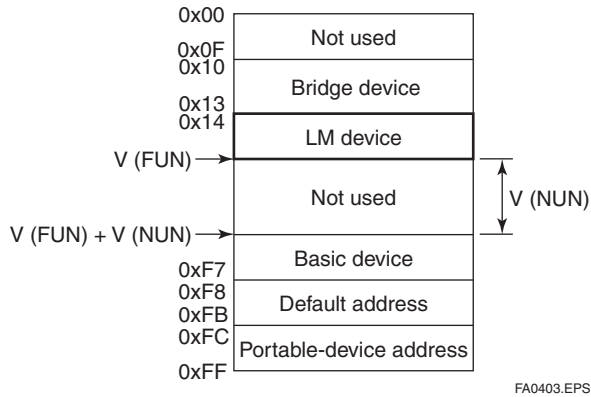 0x00
Not used
0x0F
0x10
Bridge device
0x13
0x14
LM device
V (FUN)
Not used
V (NUN)
V (FUN) + V (NUN)
Basic device
0xF7
0xF8
Default address
0xFB
0xFC
Portable-device address
0xFF
FA0403.EPS